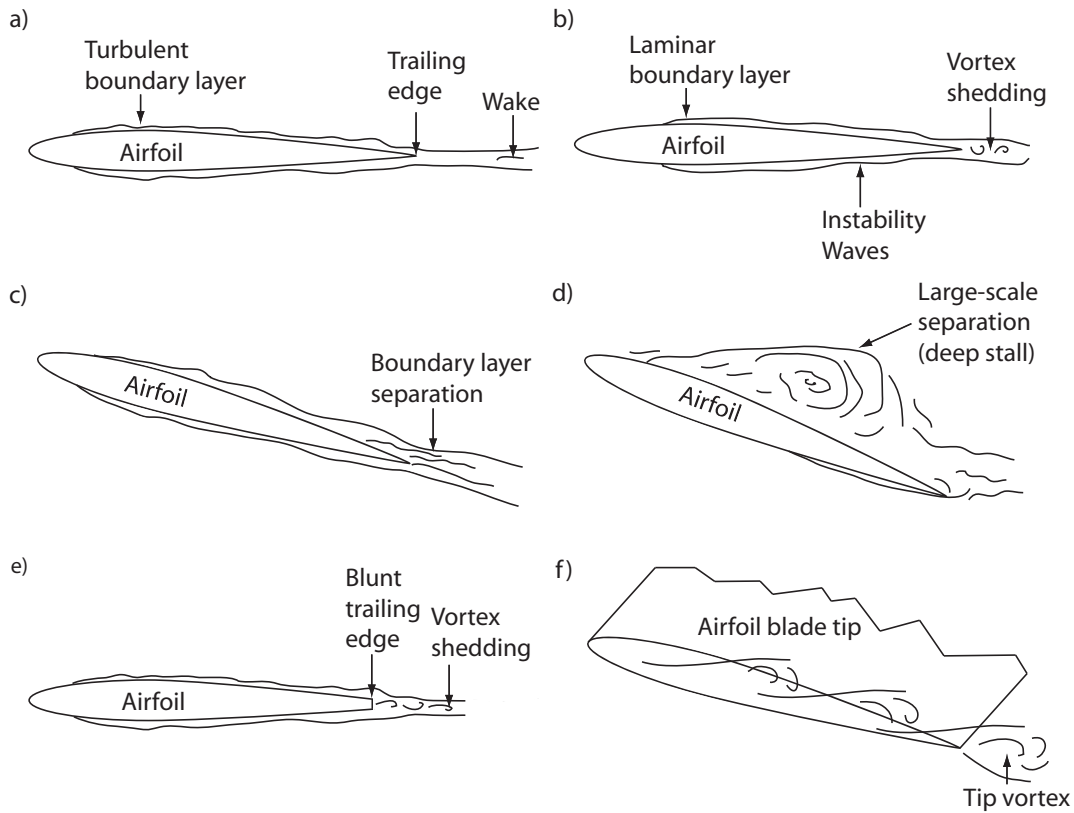 a)
Turbulent
boundary layer
Trailing
edge
Wake
Airfoil
b)
Laminar
boundary layer
Vortex
shedding
Airfoil
Instability
Waves
c)
Boundary layer
separation
Airfoil
d)
Large-scale
separation
(deep stall)
Airfoil
e)
Blunt
trailing
edge
Vortex
shedding
Airfoil
f)
Airfoil blade tip
Tip vortex